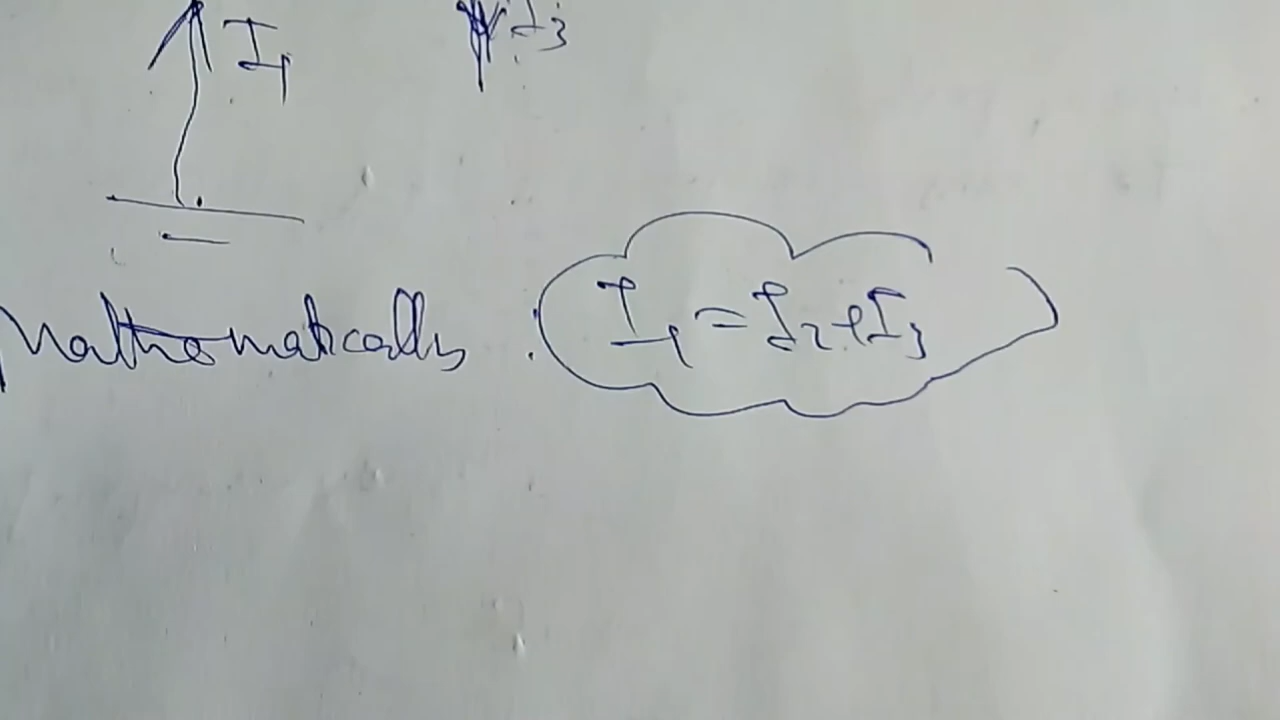 I1 I3
Mathematically : I1 = I2 + I3